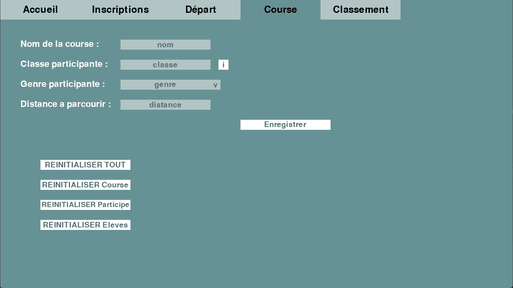 Accueil Inscriptions Départ Course Classement
Nom de la course : nom
Classe participante : classe i
Genre participante : genre v
Distance a parcourir : distance
Enregistrer
REINITIALISER TOUT
REINITIALISER Course
REINITIALISER Participe
REINITIALISER Eleves